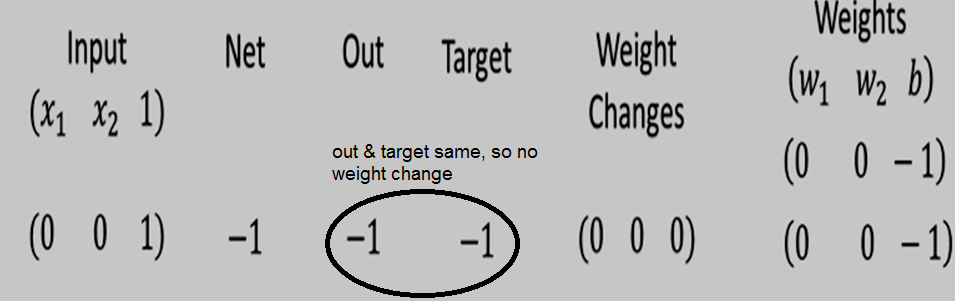 Input Net Out Target Weight Changes Weights
(x₁ x₂ 1) (w₁ w₂ b)
out & target same, so no
weight change
(0 0 −1)
(0 0 1) −1 −1 −1 (0 0 0) (0 0 −1)